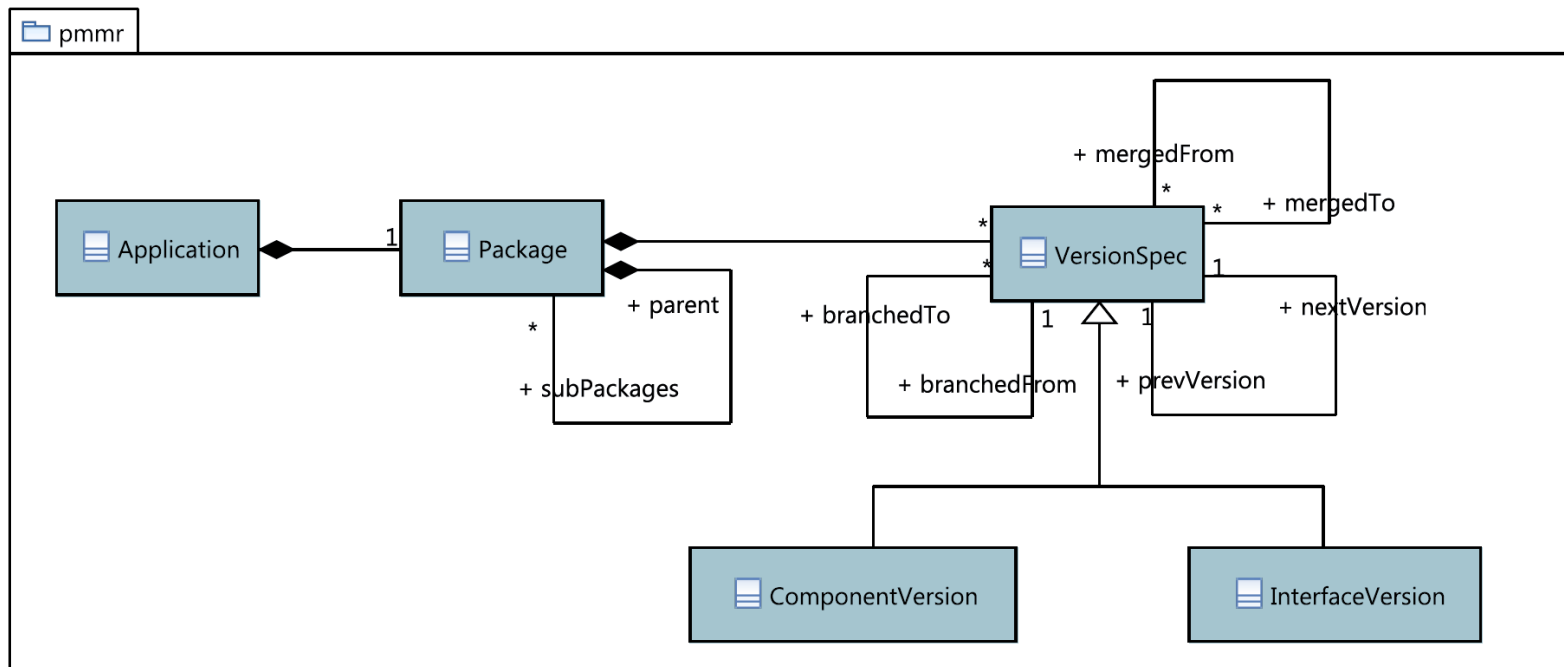 pmmr
+ mergedFrom
*
*
+ mergedTo
Application
1
Package
*
VersionSpec
*
1
+ parent
+ branchedTo
1
1
+ nextVersion
*
+ subPackages
+ branchedFrom
+ prevVersion
ComponentVersion
InterfaceVersion